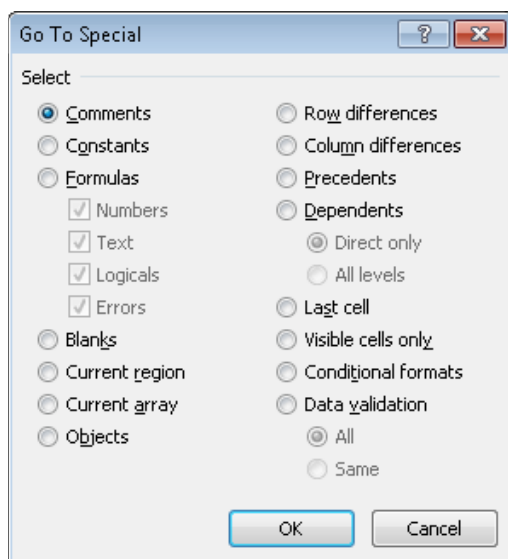 Go To Special
Select
Comments
Constants
Formulas
Numbers
Text
Logicals
Errors
Blanks
Current region
Current array
Objects
Row differences
Column differences
Precedents
Dependents
Direct only
All levels
Last cell
Visible cells only
Conditional formats
Data validation
All
Same
OK
Cancel